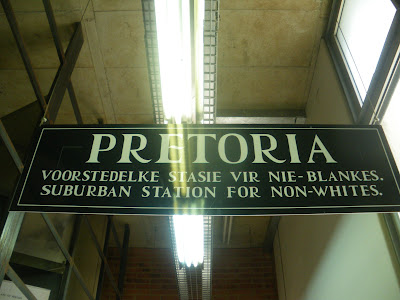 PRETORIA
VOORSTEDELKE STASIE VIR NIE-BLANKES.
SUBURBAN STATION FOR NON-WHITES.